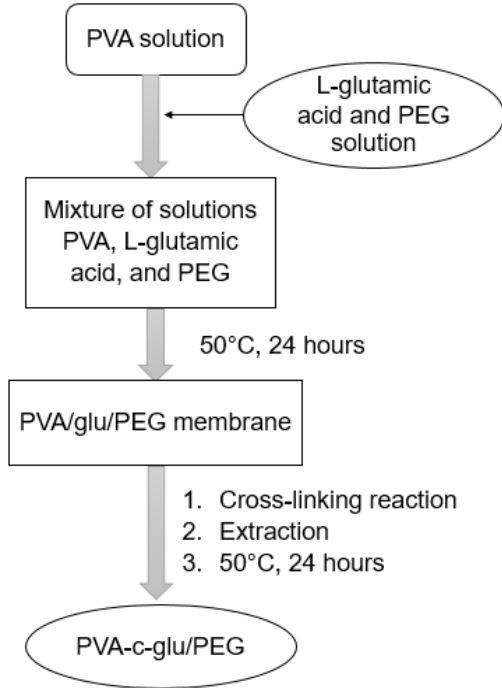 PVA solution
L-glutamic
acid and PEG
solution
Mixture of solutions
PVA, L-glutamic
acid, and PEG
50°C, 24 hours
PVA/glu/PEG membrane
1. Cross-linking reaction
2. Extraction
3. 50°C, 24 hours
PVA-c-glu/PEG